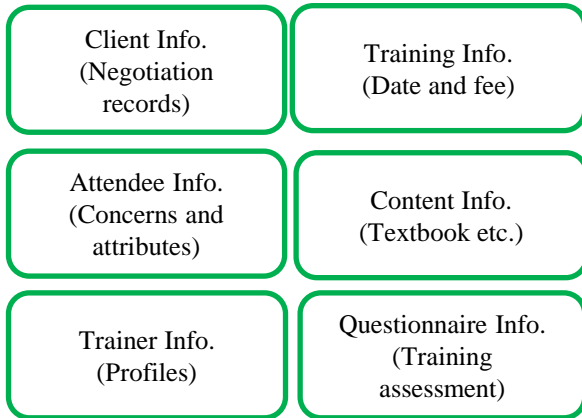 Client Info.
(Negotiation
records)
Training Info.
(Date and fee)
Attendee Info.
(Concerns and
attributes)
Content Info.
(Textbook etc.)
Trainer Info.
(Profiles)
Questionnaire Info.
(Training
assessment)